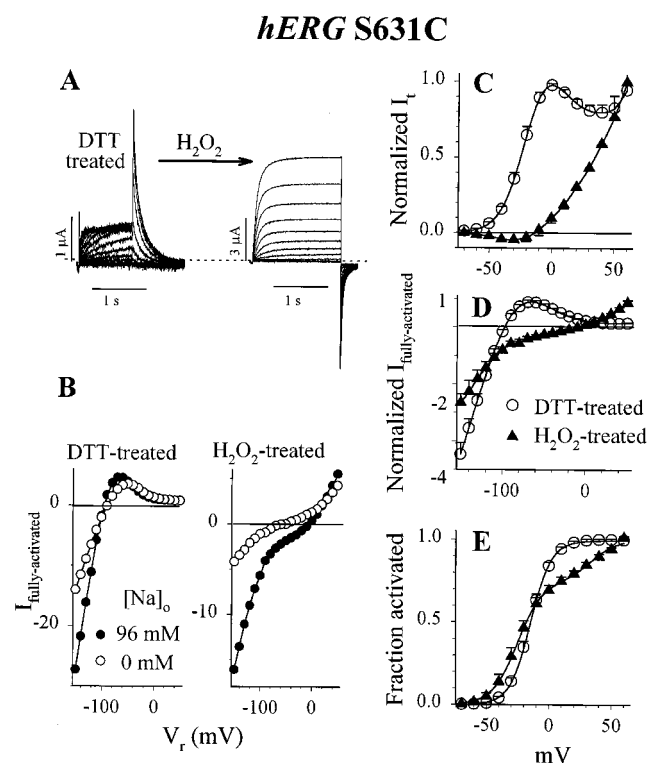 hERG S631C
A
DTT
treated
H₂O₂
1 μA
3 μA
1 s
1 s
B
DTT-treated
H₂O₂-treated
0
-20
0
-10
I fully-activated
[Na]o
96 mM
0 mM
-100 0
-100 0
Vr (mV)
C
Normalized It
1.0
0.5
0.0
-50 0 50
D
Normalized I fully-activated
1
-2
-4
DTT-treated
H₂O₂-treated
-100 0
E
Fraction activated
1.0
0.5
0.0
-50 0 50
mV